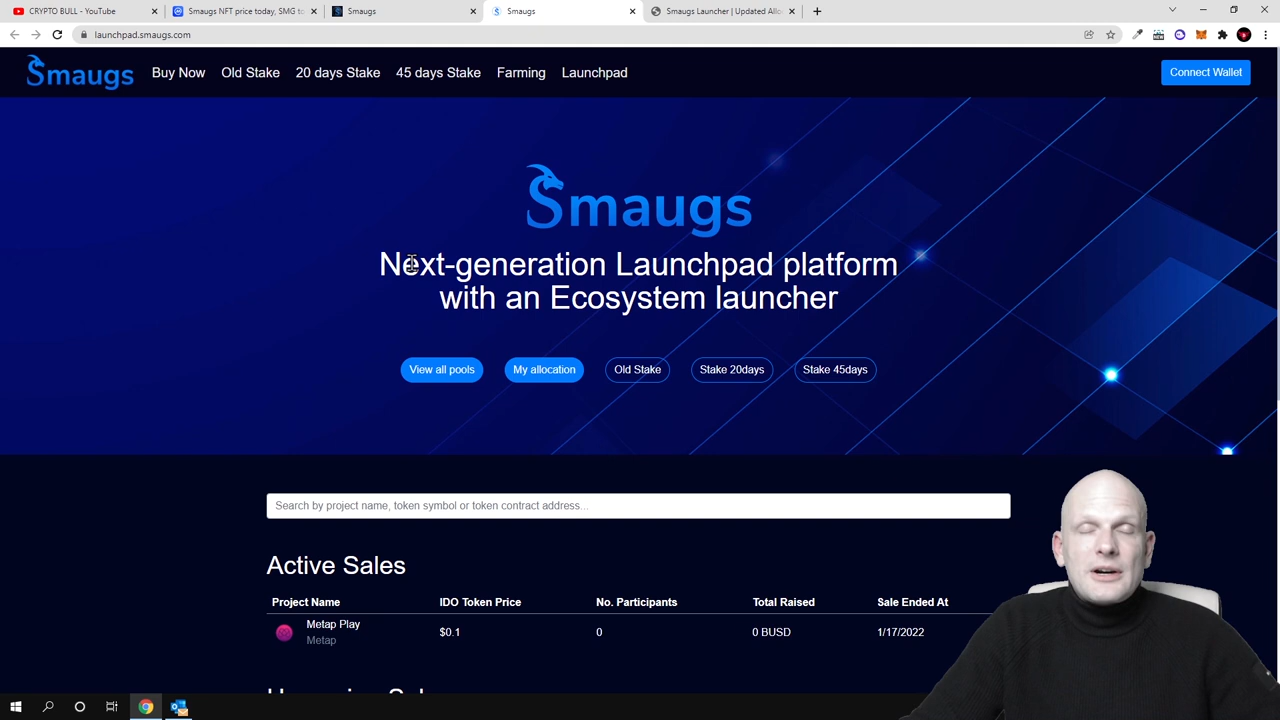 CRYPTO BULL - YouTube
Smaugs NFT price today, SMG to
Smaugs
Smaugs
Smaugs Launcher | Updated Allo
launchpad.smaugs.com
Smaugs
Buy Now
Old Stake
20 days Stake
45 days Stake
Farming
Launchpad
Connect Wallet
Smaugs
Next-generation Launchpad platform
with an Ecosystem launcher
View all pools
My allocation
Old Stake
Stake 20days
Stake 45days
Search by project name, token symbol or token contract address...
Active Sales
Project Name
IDO Token Price
No. Participants
Total Raised
Sale Ended At
Metap Play
Metap
$0.1
0
0 BUSD
1/17/2022